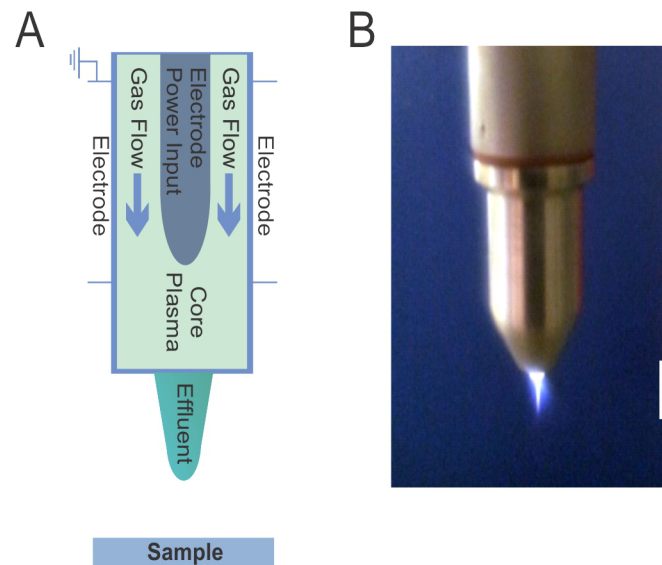 A
B
Gas Flow
Electrode
Power Input
Gas Flow
Electrode
Electrode
Core
Plasma
Effluent
Sample